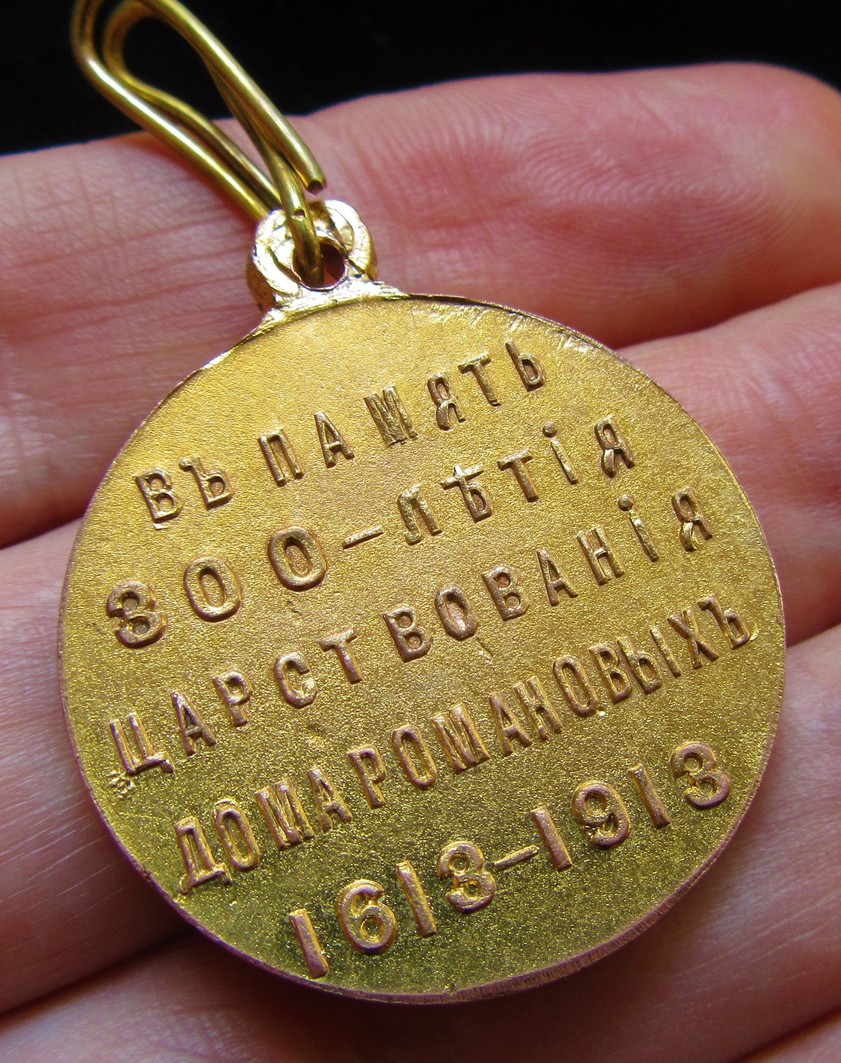 ВЪ ПАМЯТЬ
300-ЛѢТІЯ
ЦАРСТВОВАНІЯ
ДОМА РОМАНОВЫХЪ
1613-1913